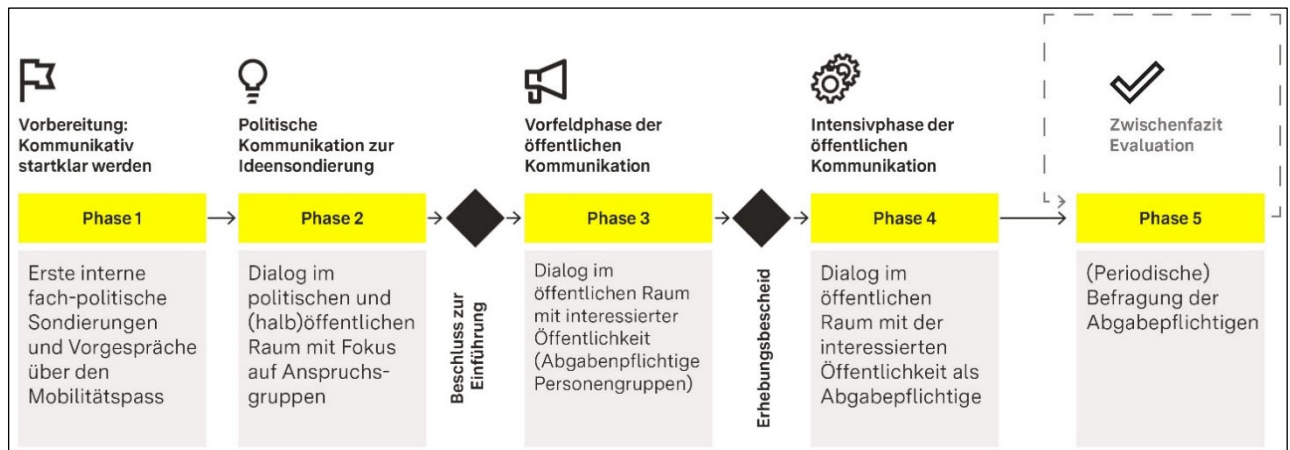 Vorbereitung:
Kommunikativ
startklar werden
Politische
Kommunikation zur
Ideensondierung
Vorfeldphase der
öffentlichen
Kommunikation
Intensivphase der
öffentlichen
Kommunikation
Zwischenfazit
Evaluation
Phase 1
Phase 2
Phase 3
Phase 4
Phase 5
Erste interne
fach-politische
Sondierungen
und Vorgespräche
über den
Mobilitätspass
Dialog im
politischen und
(halb)öffentlichen
Raum mit Fokus
auf Anspruchs-
gruppen
Beschluss zur
Einführung
Dialog im
öffentlichen Raum
mit interessierter
Öffentlichkeit
(Abgabenpflichtige
Personengruppen)
Erhebungsbescheid
Dialog im
öffentlichen
Raum mit der
interessierten
Öffentlichkeit als
Abgabepflichtige
(Periodische)
Befragung der
Abgabepflichtigen